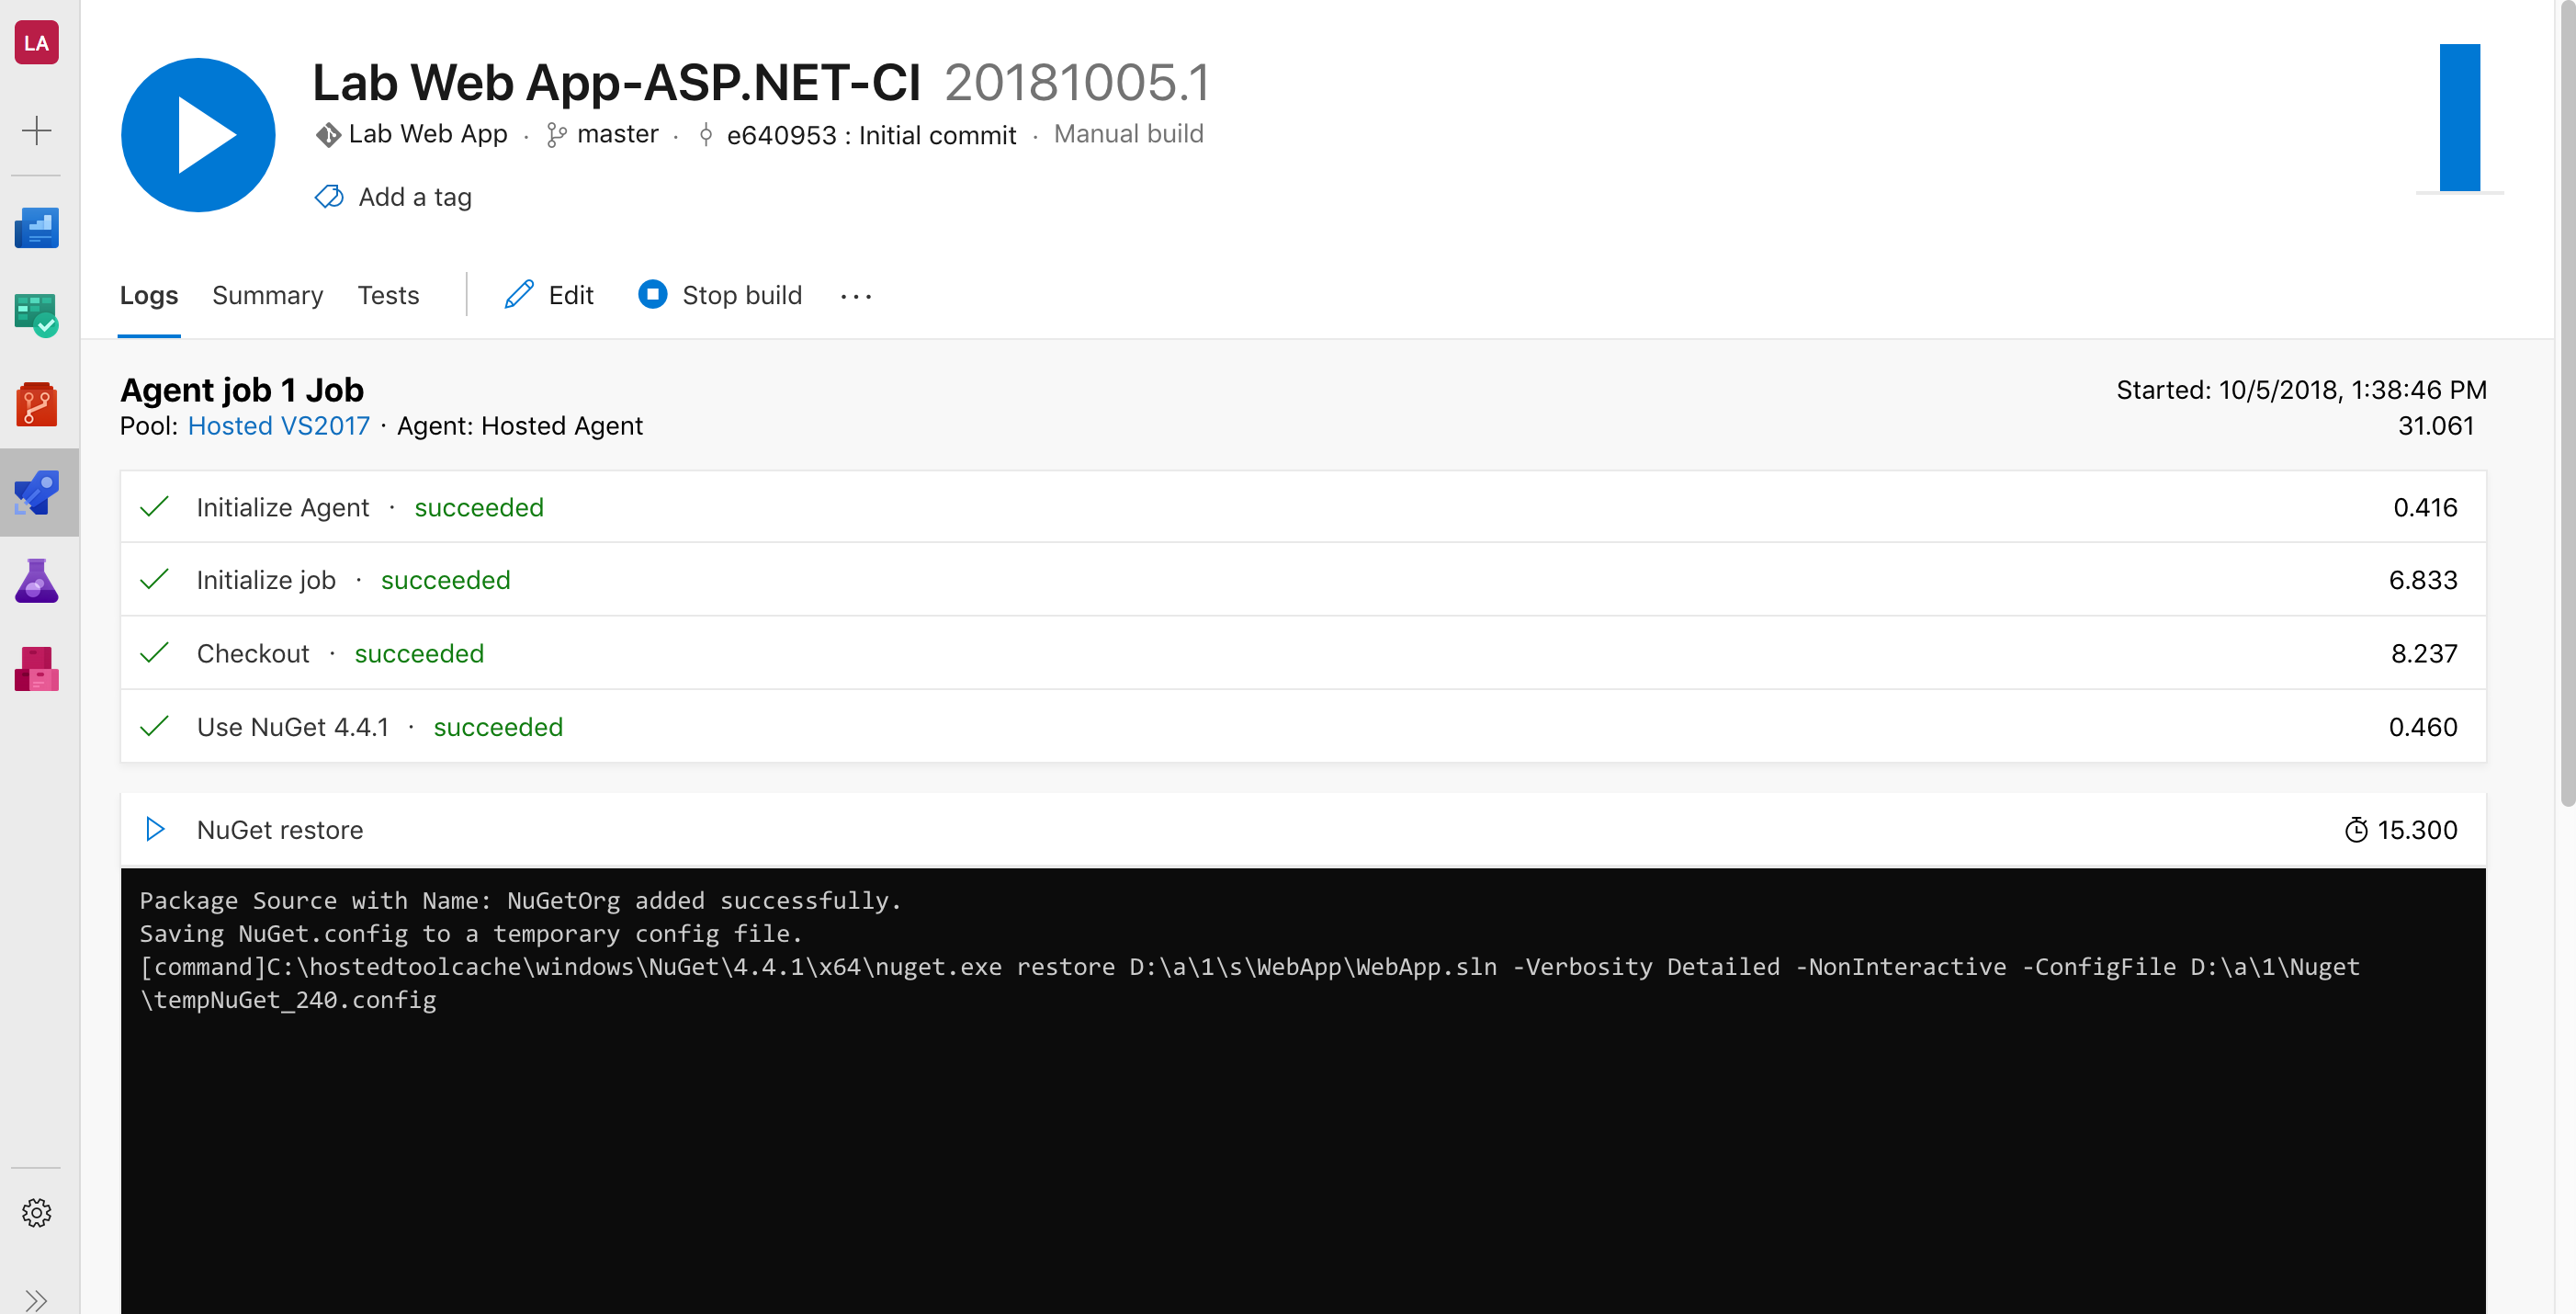 LA
Lab Web App-ASP.NET-CI 20181005.1
Lab Web App · master · e640953 : Initial commit · Manual build
Add a tag
Logs Summary Tests Edit Stop build ···
Agent job 1 Job
Started: 10/5/2018, 1:38:46 PM
Pool: Hosted VS2017 · Agent: Hosted Agent
31.061
Initialize Agent · succeeded 0.416
Initialize job · succeeded 6.833
Checkout · succeeded 8.237
Use NuGet 4.4.1 · succeeded 0.460
NuGet restore 15.300
Package Source with Name: NuGetOrg added successfully.
Saving NuGet.config to a temporary config file.
[command]C:\hostedtoolcache\windows\NuGet\4.4.1\x64\nuget.exe restore D:\a\1\s\WebApp\WebApp.sln -Verbosity Detailed -NonInteractive -ConfigFile D:\a\1\Nuget
\tempNuGet_240.config